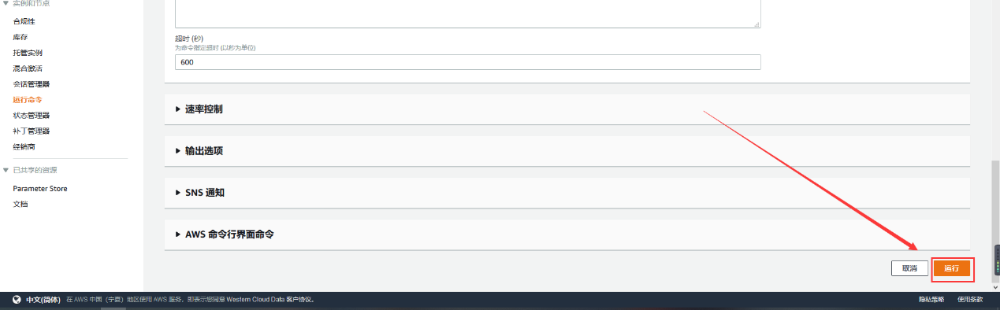 实例和节点
合规性
库存
托管实例
混合激活
会话管理器
运行命令
状态管理器
补丁管理器
经销商
已共享的资源
Parameter Store
文档
超时 (秒)
为命令指定超时 (以秒为单位)
600
速率控制
输出选项
SNS 通知
AWS 命令行界面命令
取消 运行
中文(简体) 在 AWS 中国（宁夏）地区使用 AWS 服务，即表示您同意 Western Cloud Data 客户协议。 隐私策略 使用条款